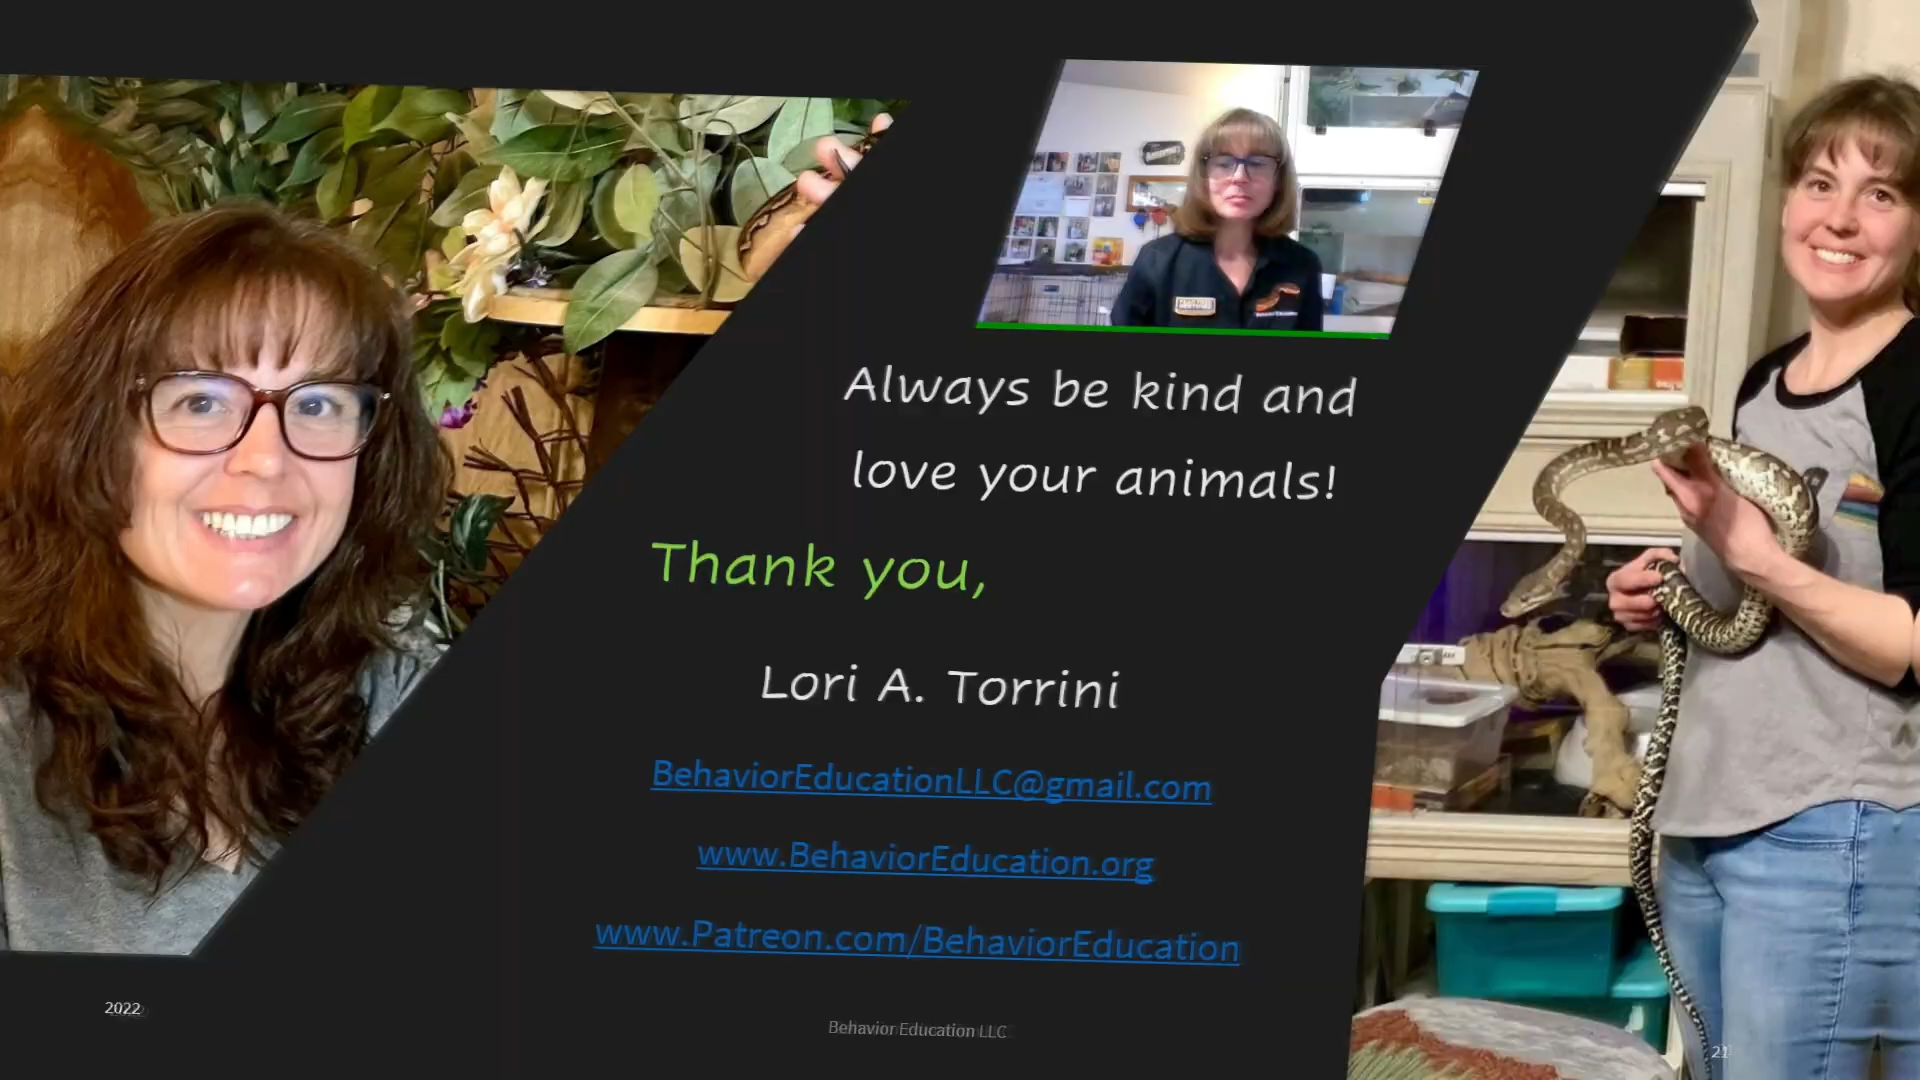 Always be kind and
love your animals!
Thank you,
Lori A. Torrini
BehaviorEducationLLC@gmail.com
www.BehaviorEducation.org
www.Patreon.com/BehaviorEducation
2022
Behavior Education LLC
21